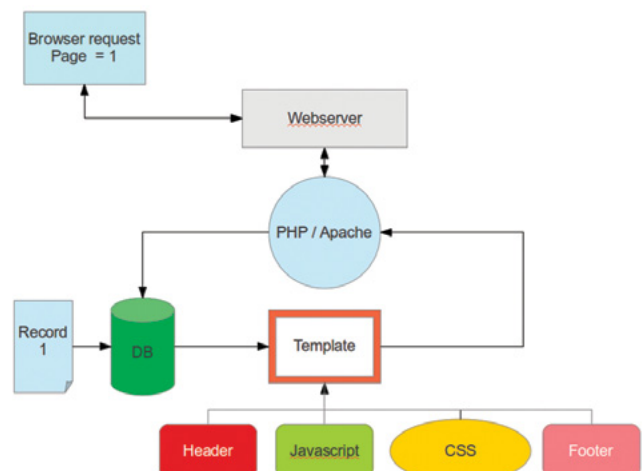 Browser request
Page = 1
Webserver
PHP / Apache
Record
1
DB
Template
Header
Javascript
CSS
Footer